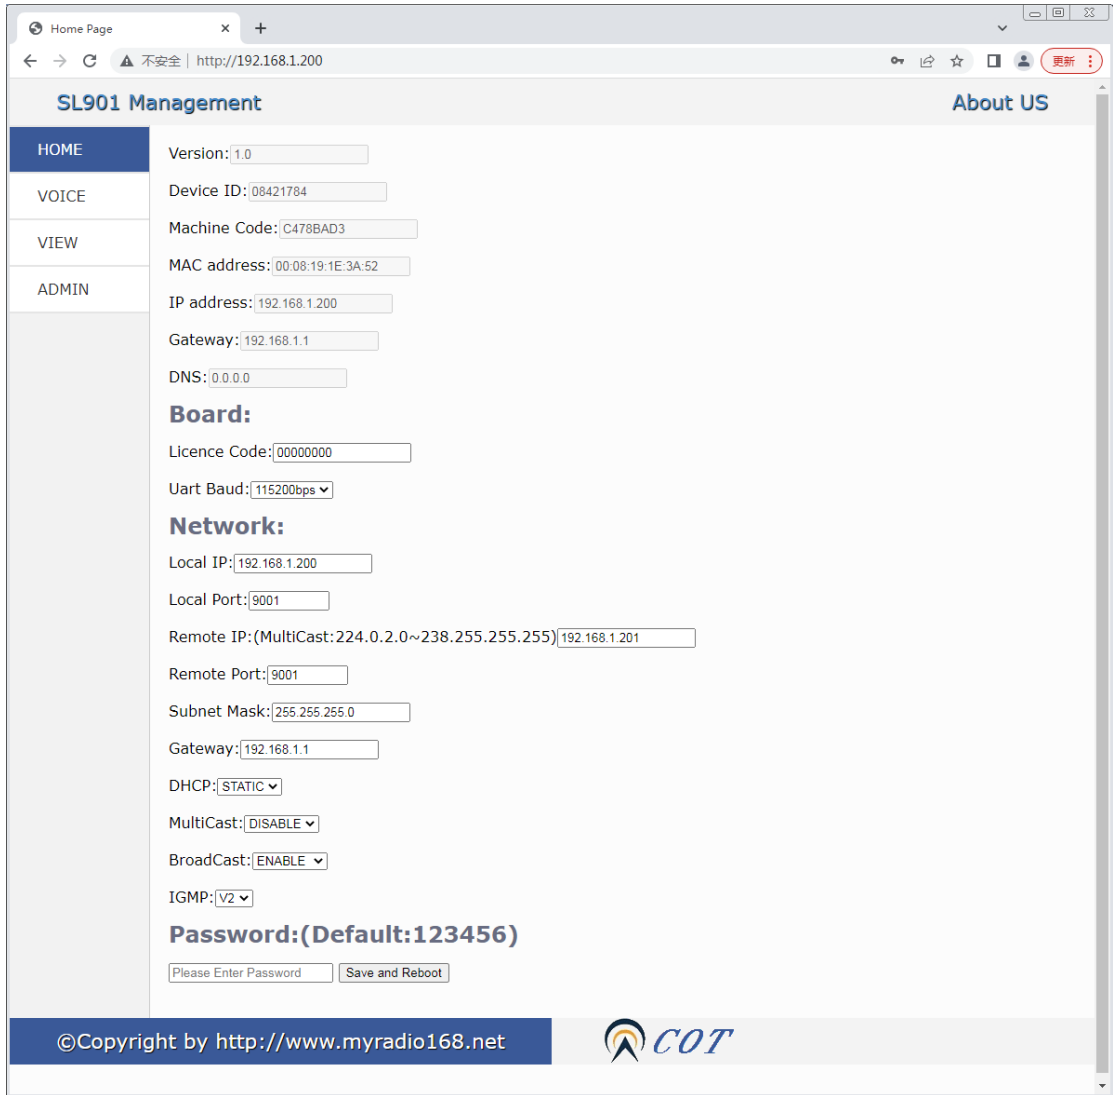 Home Page
不安全 | http://192.168.1.200
更新
SL901 Management
About US
HOME
VOICE
VIEW
ADMIN
Version: 1.0
Device ID: 08421784
Machine Code: C478BAD3
MAC address: 00:08:19:1E:3A:52
IP address: 192.168.1.200
Gateway: 192.168.1.1
DNS: 0.0.0.0
Board:
Licence Code: 00000000
Uart Baud: 115200bps
Network:
Local IP: 192.168.1.200
Local Port: 9001
Remote IP:(MultiCast:224.0.2.0~238.255.255.255) 192.168.1.201
Remote Port: 9001
Subnet Mask: 255.255.255.0
Gateway: 192.168.1.1
DHCP: STATIC
MultiCast: DISABLE
BroadCast: ENABLE
IGMP: V2
Password:(Default:123456)
Please Enter Password Save and Reboot
©Copyright by http://www.myradio168.net
COT